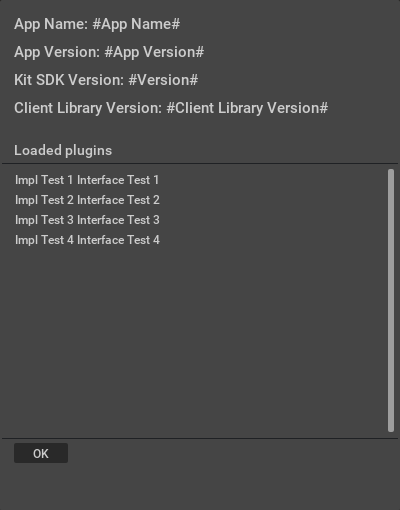 App Name: #App Name#
App Version: #App Version#
Kit SDK Version: #Version#
Client Library Version: #Client Library Version#
Loaded plugins
Impl Test 1 Interface Test 1
Impl Test 2 Interface Test 2
Impl Test 3 Interface Test 3
Impl Test 4 Interface Test 4
OK